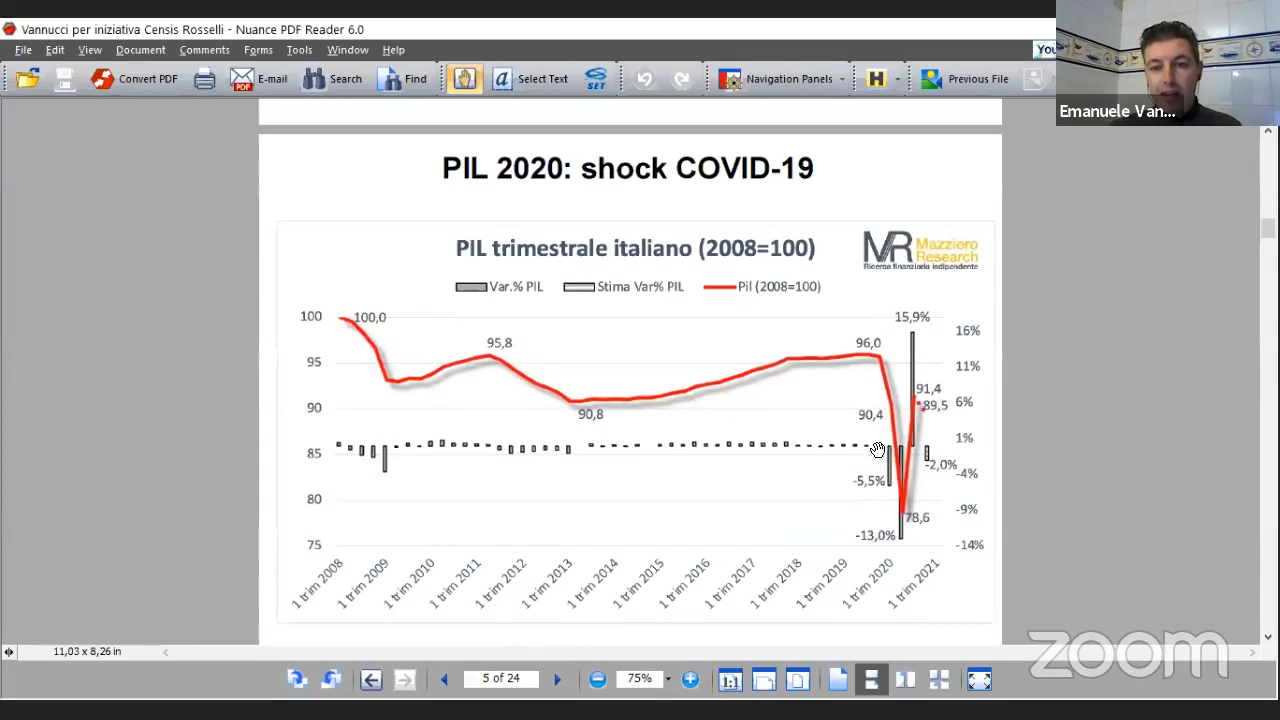 Vannucci per iniziativa Censis Rosselli - Nuance PDF Reader 6.0
File Edit View Document Comments Forms Tools Window Help
You
Convert PDF E-mail Search Find Select Text SET Navigation Panels Previous File
Emanuele Van...
PIL 2020: shock COVID-19
PIL trimestrale italiano (2008=100)
MR Mazziero Research
Ricerca finanziaria indipendente
Var.% PIL Stima Var% PIL Pil (2008=100)
100
95
90
85
80
75
100,0
95,8
90,8
96,0
90,4
15,9%
91,4
89,5
-5,5%
-2,0%
78,6
-13,0%
16%
11%
6%
1%
-4%
-9%
-14%
1 trim 2008 1 trim 2009 1 trim 2010 1 trim 2011 1 trim 2012 1 trim 2013 1 trim 2014 1 trim 2015 1 trim 2016 1 trim 2017 1 trim 2018 1 trim 2019 1 trim 2020 1 trim 2021
11,03 x 8,26 in
5 of 24 75% 1:1
zoom